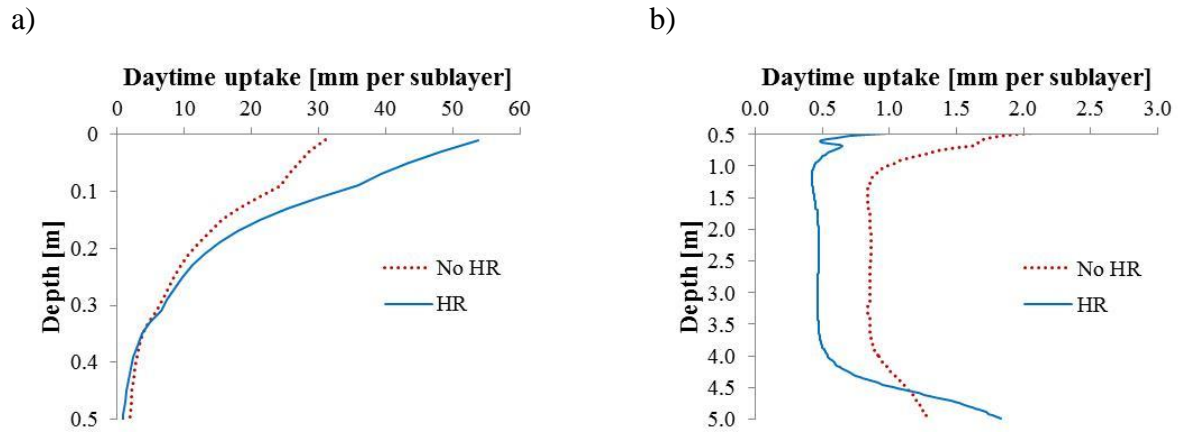 a)
Daytime uptake [mm per sublayer]
0 10 20 30 40 50 60
0
0.1
0.2
0.3
0.4
0.5
Depth [m]
No HR
HR
b)
Daytime uptake [mm per sublayer]
0.0 0.5 1.0 1.5 2.0 2.5 3.0
0.5
1.0
1.5
2.0
2.5
3.0
3.5
4.0
4.5
5.0
Depth [m]
No HR
HR